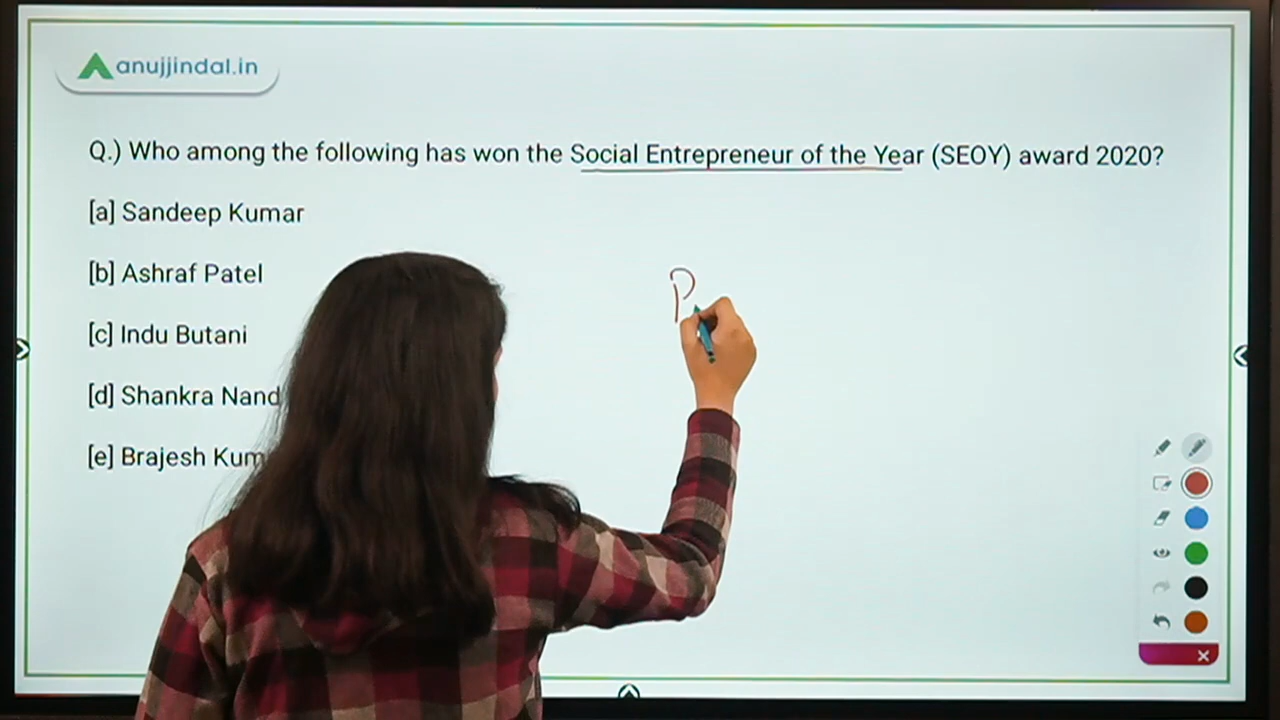 anujjindal.in
Q.) Who among the following has won the Social Entrepreneur of the Year (SEOY) award 2020?
[a] Sandeep Kumar
[b] Ashraf Patel
[c] Indu Butani
[d] Shankra Nand
[e] Brajesh
P